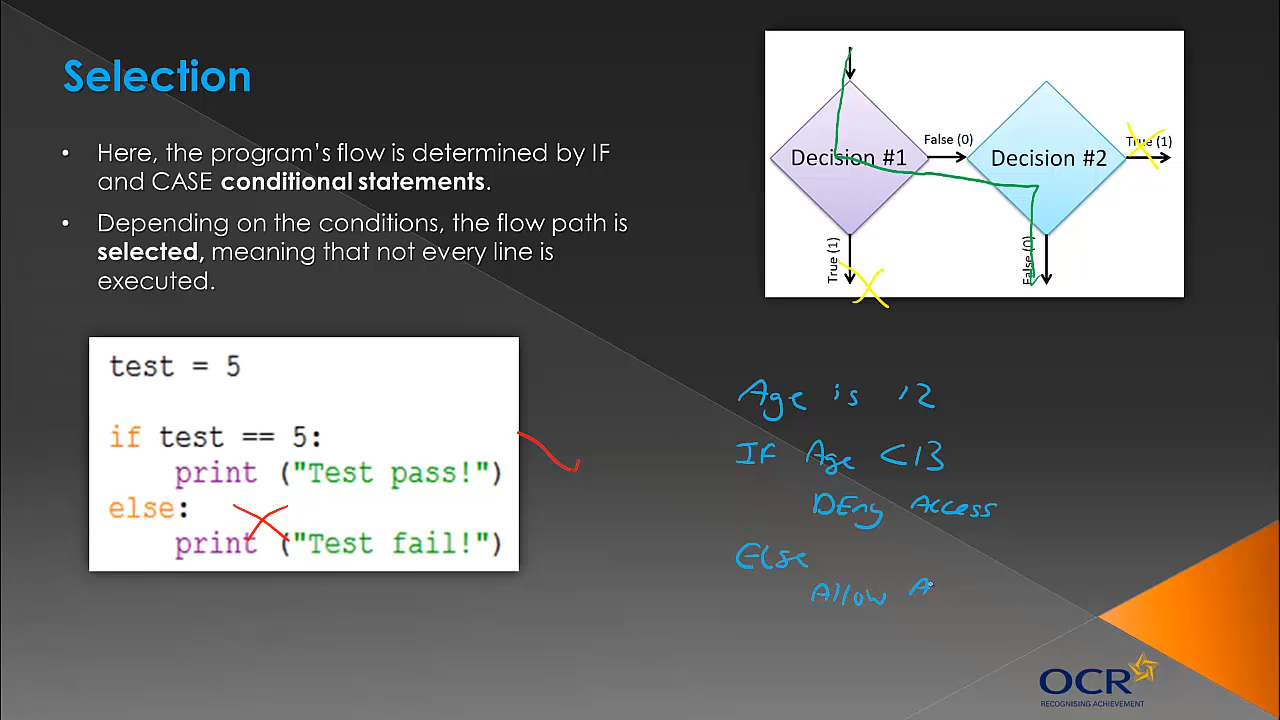 Selection
• Here, the program's flow is determined by IF
and CASE conditional statements.
• Depending on the conditions, the flow path is
selected, meaning that not every line is
executed.
Decision #1
False (0)
Decision #2
True (1)
True (1)
False (0)
test = 5
if test == 5:
print ("Test pass!")
else:
print ("Test fail!")
Age is 12
IF Age <13
DEny Access
Else
Allow A
OCR
RECOGNISING ACHIEVEMENT